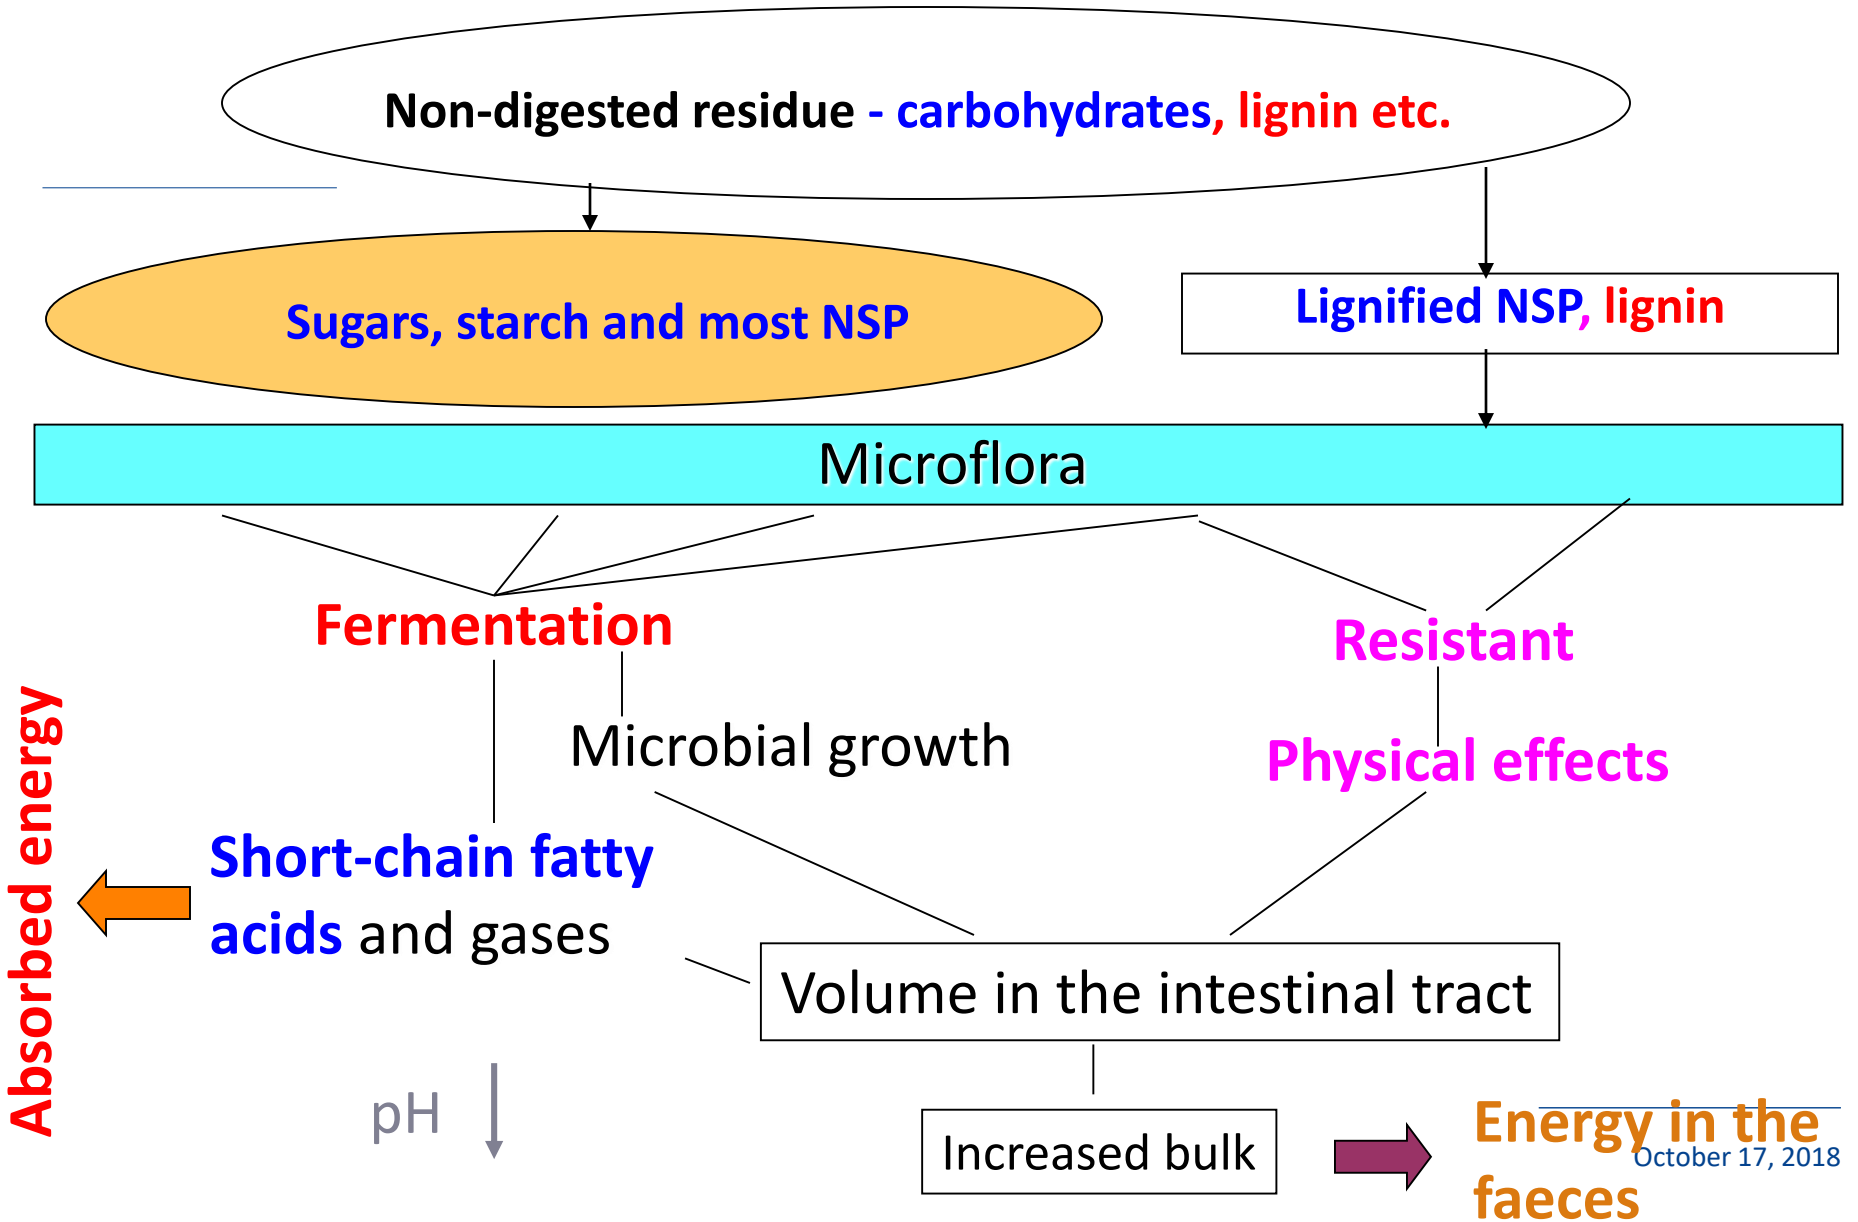 Non-digested residue - carbohydrates, lignin etc.
Sugars, starch and most NSP
Lignified NSP, lignin
Microflora
Fermentation
Resistant
Microbial growth
Physical effects
Absorbed energy
Short-chain fatty
acids and gases
Volume in the intestinal tract
pH
Increased bulk
Energy in the
faeces
October 17, 2018